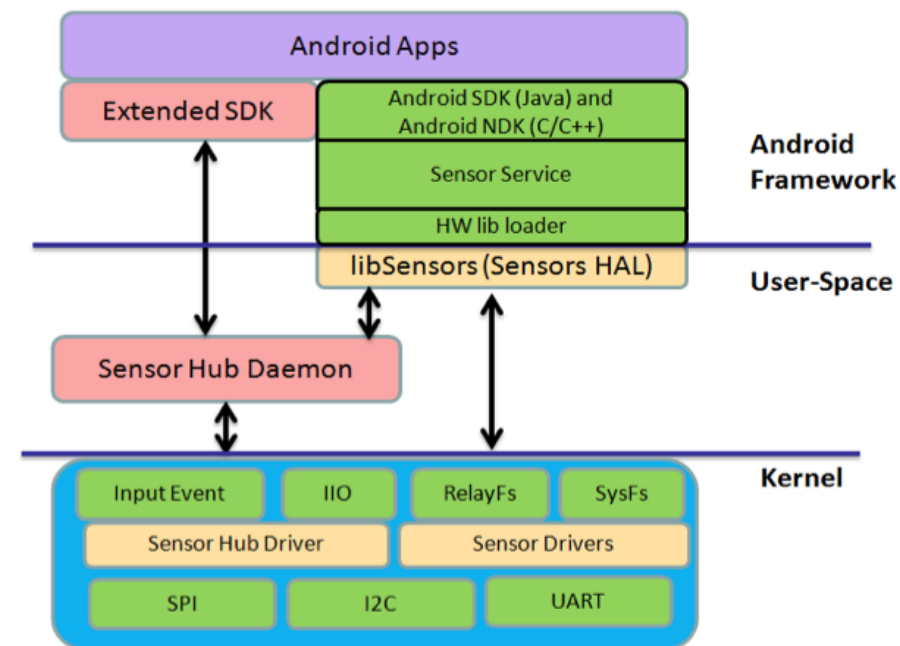 Android Apps
Extended SDK
Android SDK (Java) and
Android NDK (C/C++)
Sensor Service
HW lib loader
Android
Framework
libSensors (Sensors HAL)
User-Space
Sensor Hub Daemon
Kernel
Input Event
IIO
RelayFs
SysFs
Sensor Hub Driver
Sensor Drivers
SPI
I2C
UART